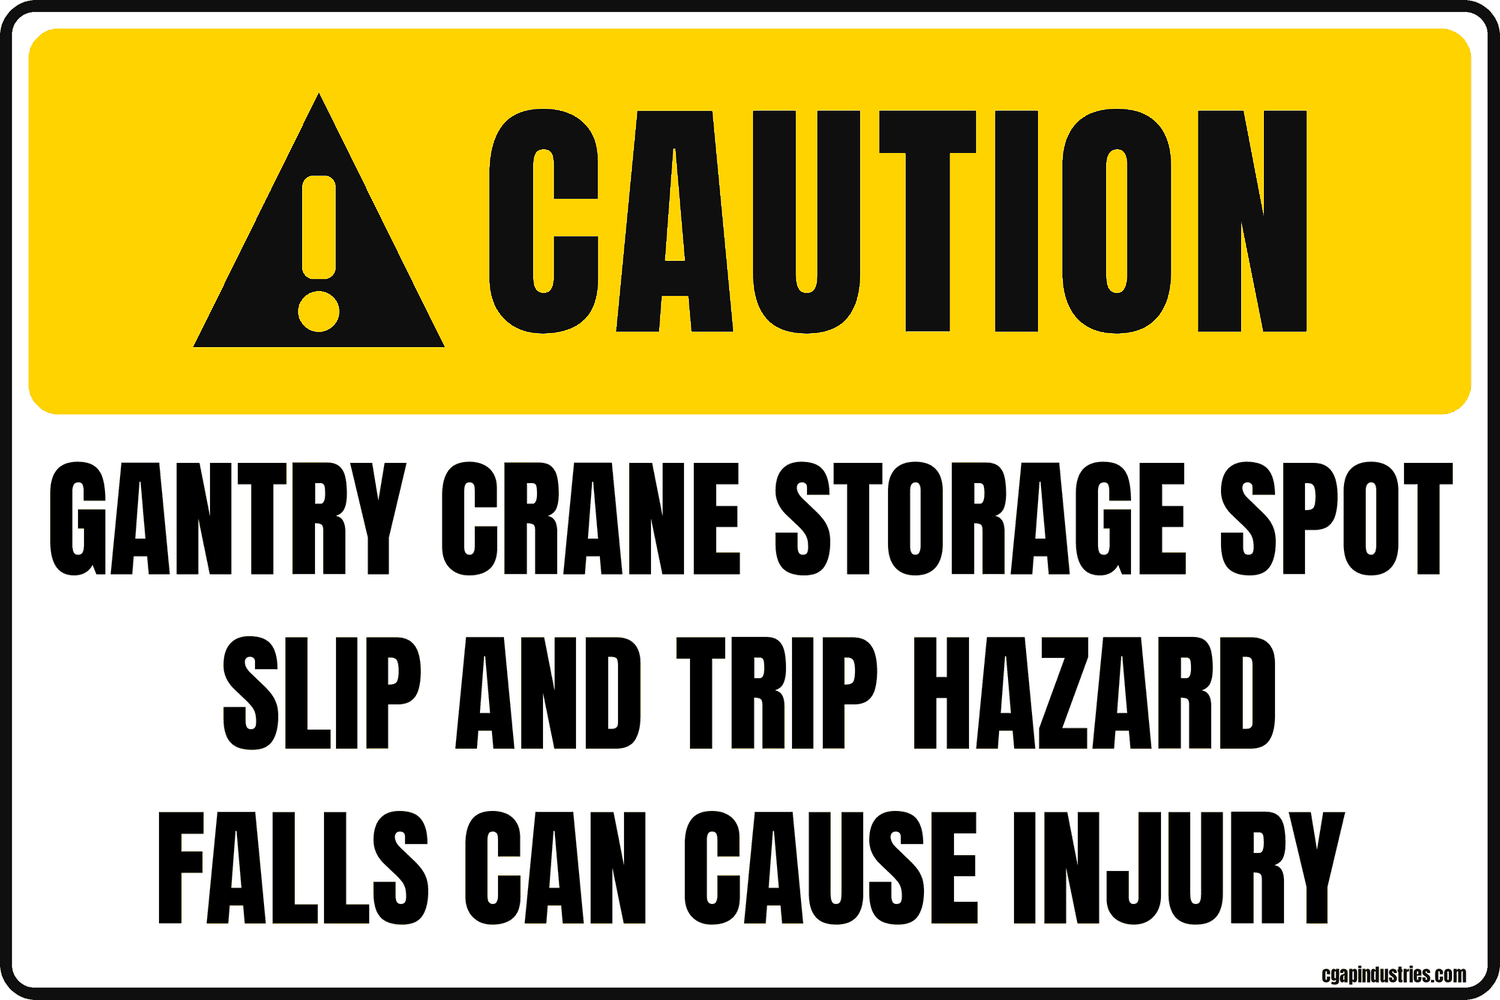 CAUTION
GANTRY CRANE STORAGE SPOT
SLIP AND TRIP HAZARD
FALLS CAN CAUSE INJURY
cgapindustries.com